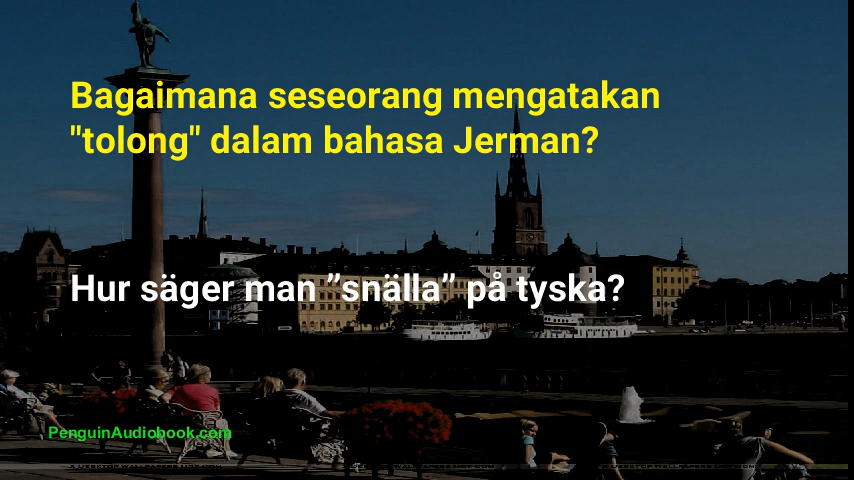 Bagaimana seseorang mengatakan
"tolong" dalam bahasa Jerman?
Hur säger man ”snälla” på tyska?
PenguinAudiobook.com